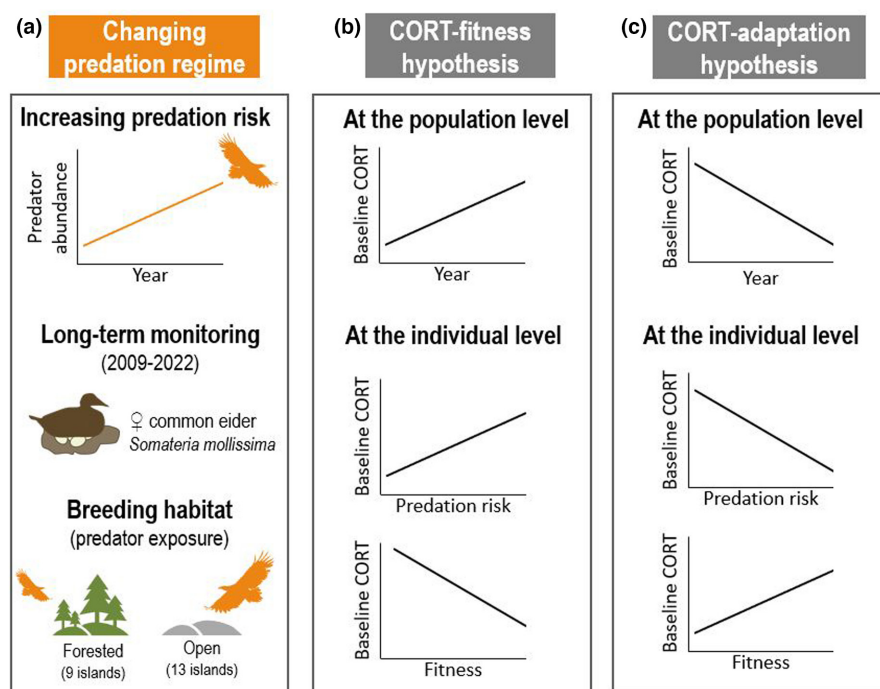 (a)
Changing
predation regime
Increasing predation risk
Predator
abundance
Year
Long-term monitoring
(2009-2022)
♀ common eider
Somateria mollissima
Breeding habitat
(predator exposure)
Forested
(9 islands)
Open
(13 islands)
(b)
CORT-fitness
hypothesis
At the population level
Baseline CORT
Year
At the individual level
Baseline CORT
Predation risk
Baseline CORT
Fitness
(c)
CORT-adaptation
hypothesis
At the population level
Baseline CORT
Year
At the individual level
Baseline CORT
Predation risk
Baseline CORT
Fitness